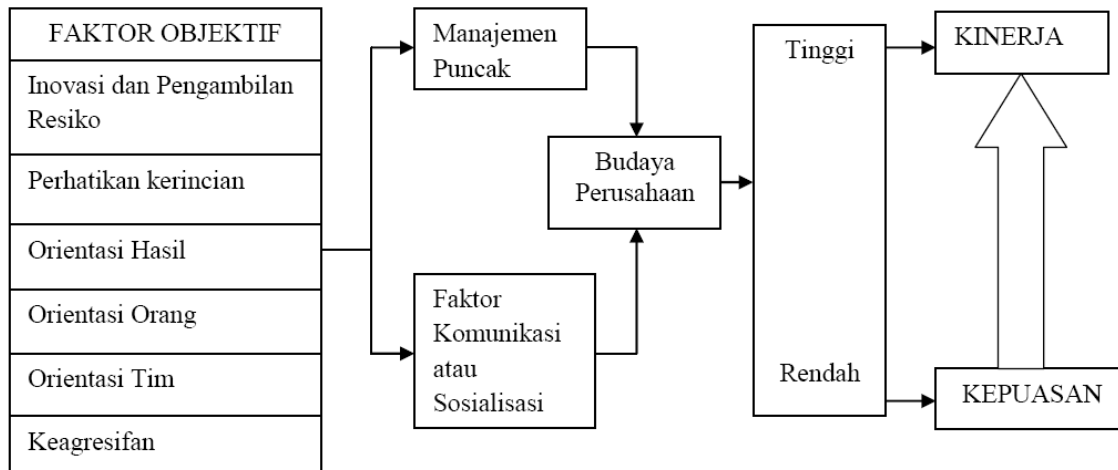 FAKTOR OBJEKTIF
Inovasi dan Pengambilan
Resiko
Perhatikan kerincian
Orientasi Hasil
Orientasi Orang
Orientasi Tim
Keagresifan
Manajemen
Puncak
Faktor
Komunikasi
atau
Sosialisasi
Budaya
Perusahaan
Tinggi
Rendah
KINERJA
KEPUASAN